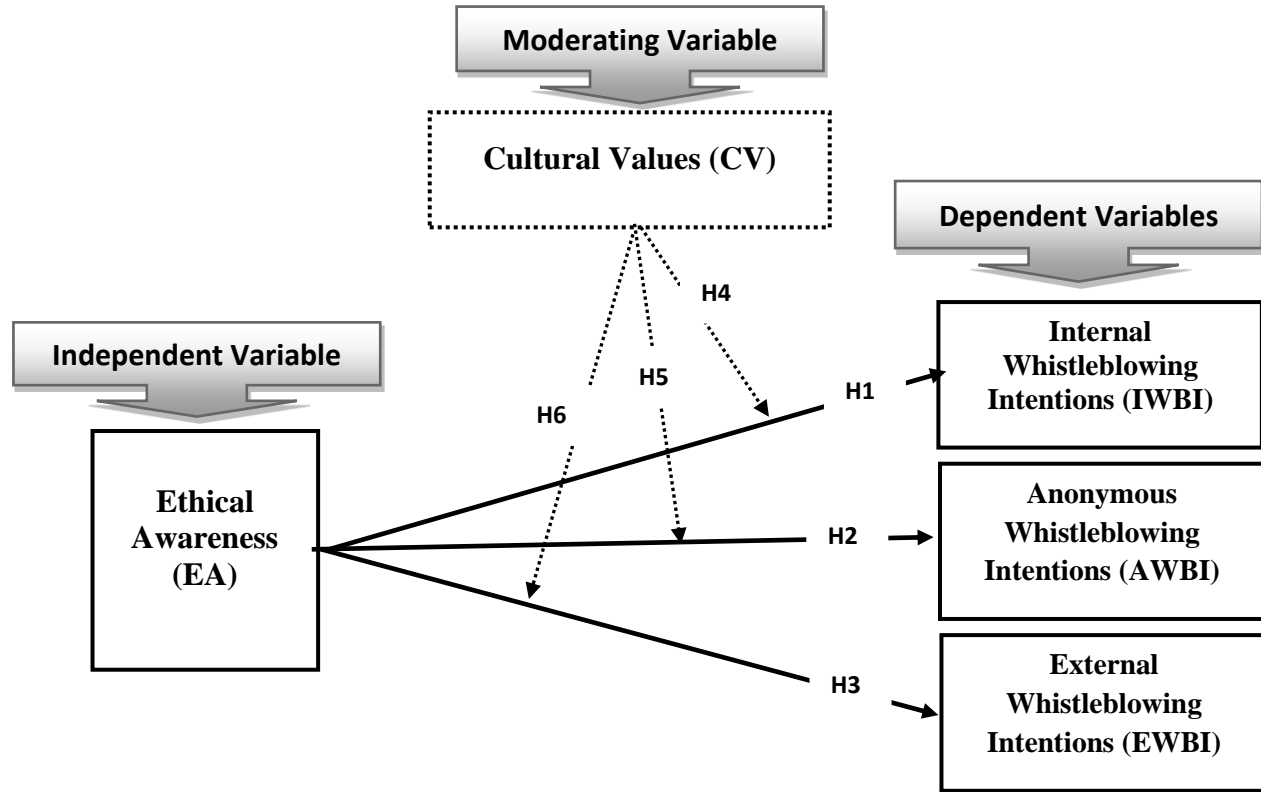 Moderating Variable
Cultural Values (CV)
Dependent Variables
H4
Internal
Whistleblowing
Intentions (IWBI)
Independent Variable
H5
H1
H6
Ethical
Awareness
(EA)
Anonymous
Whistleblowing
Intentions (AWBI)
H2
External
Whistleblowing
Intentions (EWBI)
H3